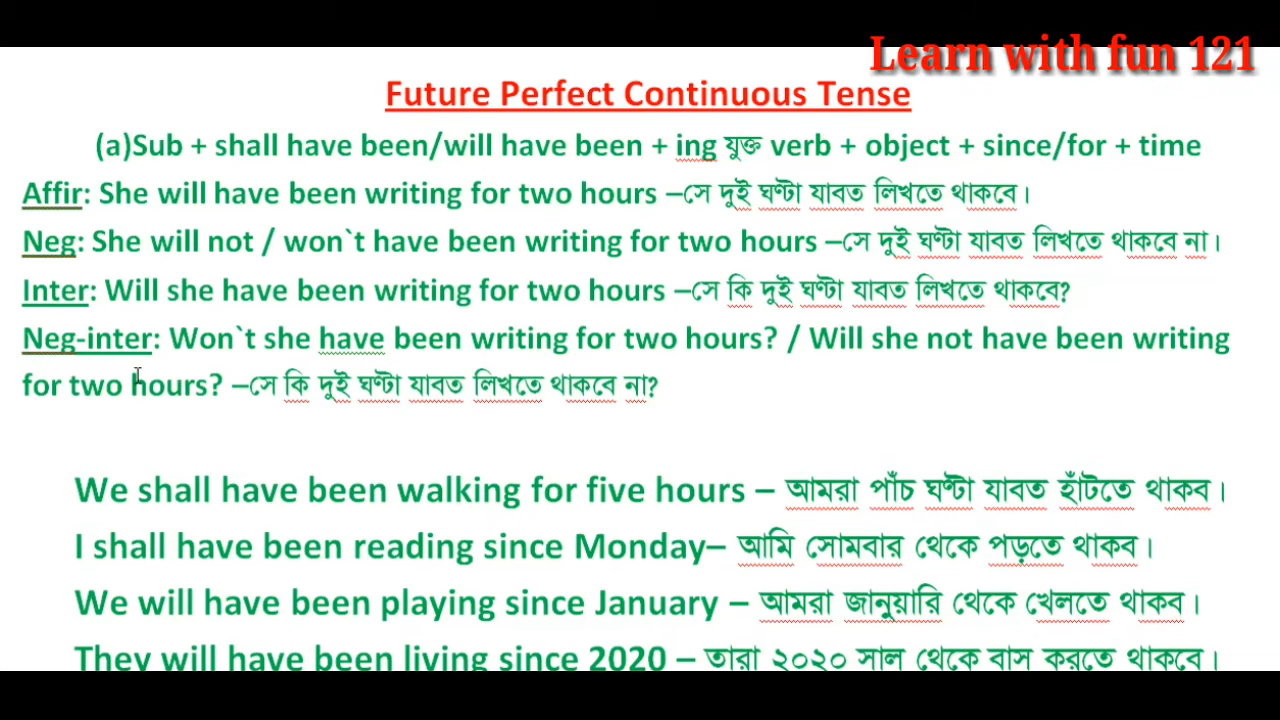 Learn with fun 121
Future Perfect Continuous Tense
(a)Sub + shall have been/will have been + ing যুক্ত verb + object + since/for + time
Affir: She will have been writing for two hours –সে দুই ঘণ্টা যাবত লিখতে থাকবে।
Neg: She will not / won`t have been writing for two hours –সে দুই ঘণ্টা যাবত লিখতে থাকবে না।
Inter: Will she have been writing for two hours –সে কি দুই ঘণ্টা যাবত লিখতে থাকবে?
Neg-inter: Won`t she have been writing for two hours? / Will she not have been writing
for two hours? –সে কি দুই ঘণ্টা যাবত লিখতে থাকবে না?
We shall have been walking for five hours – আমরা পাঁচ ঘণ্টা যাবত হাঁটতে থাকব।
I shall have been reading since Monday– আমি সোমবার থেকে পড়তে থাকব।
We will have been playing since January – আমরা জানুয়ারি থেকে খেলতে থাকব।
They will have been living since 2020 – তারা ২০২০ সাল থেকে বাস করতে থাকবে।